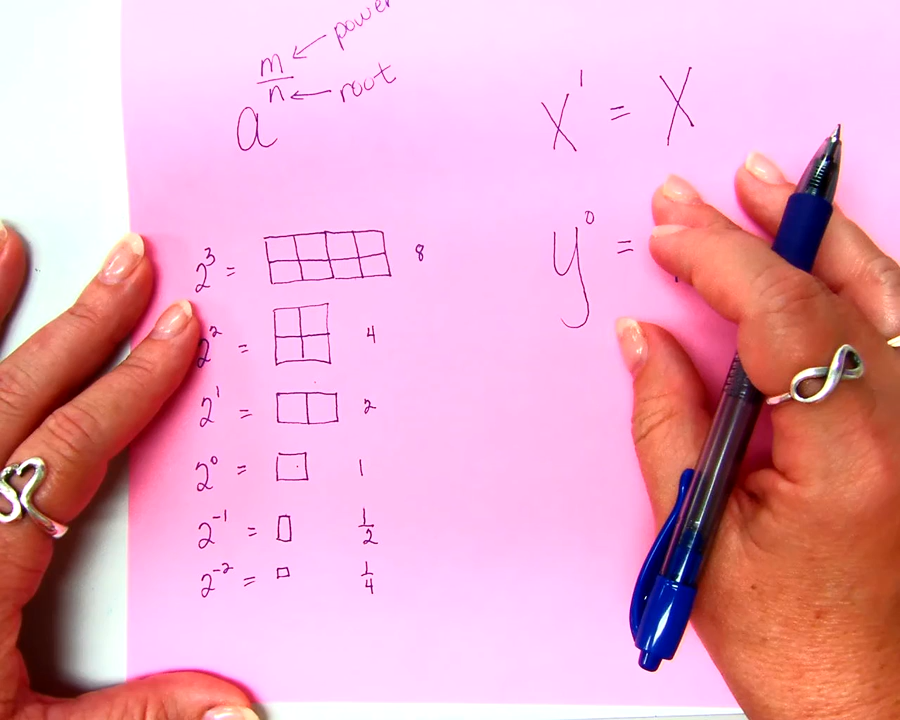 m ← power
n ← root
a
x¹ = x
y⁰ =
2³ = 8
2² = 4
2¹ = 2
2⁰ = 1
2⁻¹ = 1/2
2⁻² = 1/4